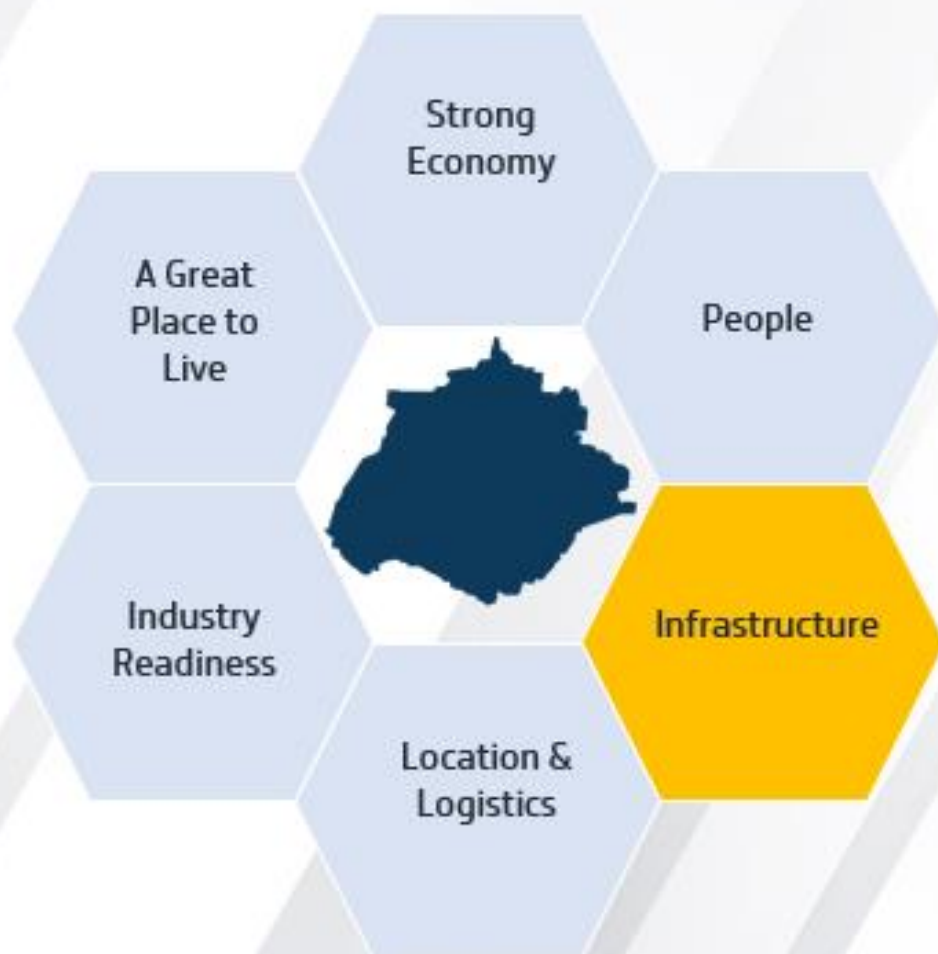 Strong
Economy
A Great
Place to
Live
People
Industry
Readiness
Infrastructure
Location &
Logistics